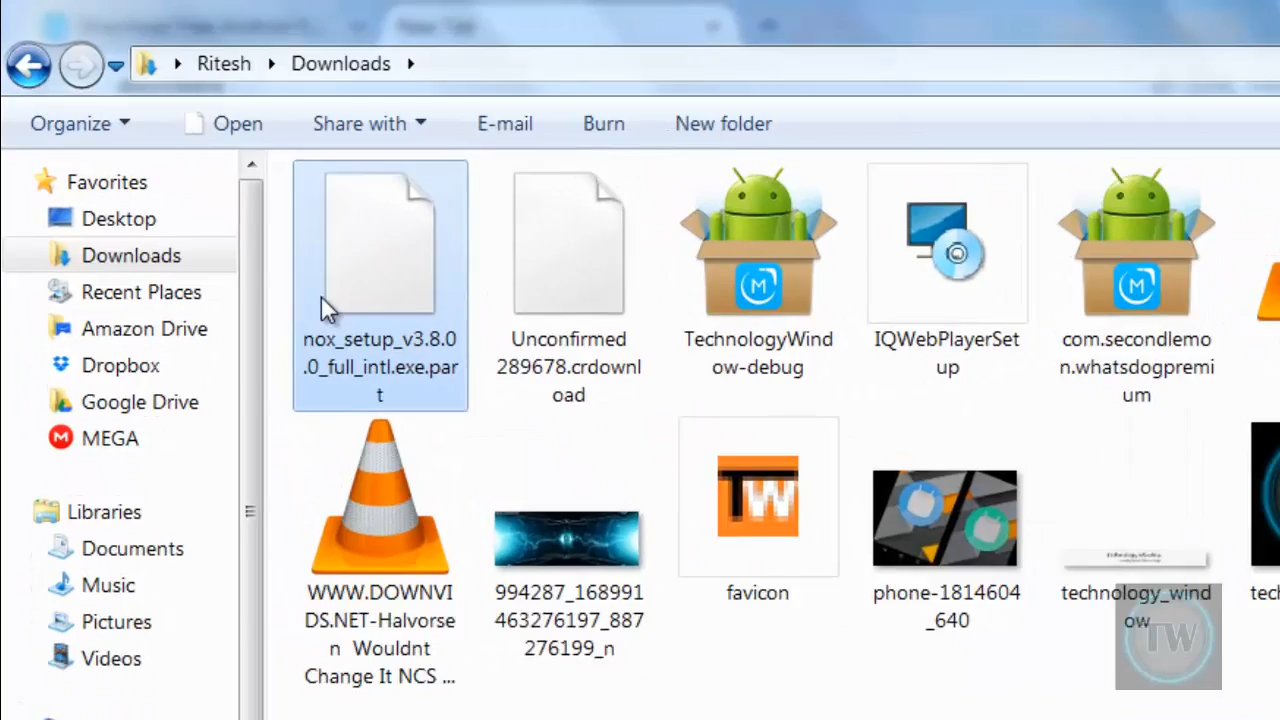 Ritesh Downloads
Organize Open Share with E-mail Burn New folder
Favorites
Desktop
Downloads
Recent Places
Amazon Drive
Dropbox
Google Drive
MEGA
Libraries
Documents
Music
Pictures
Videos
nox_setup_v3.8.0
.0_full_intl.exe.par
t
Unconfirmed
289678.crdownl
oad
TechnologyWind
ow-debug
IQWebPlayerSet
up
com.secondlemo
n.whatsdogpremi
um
WWW.DOWNVI
DS.NET-Halvorse
n Wouldnt
Change It NCS ...
994287_168991
463276197_887
276199_n
TW
favicon
phone-1814604
_640
technology_wind
ow
TW